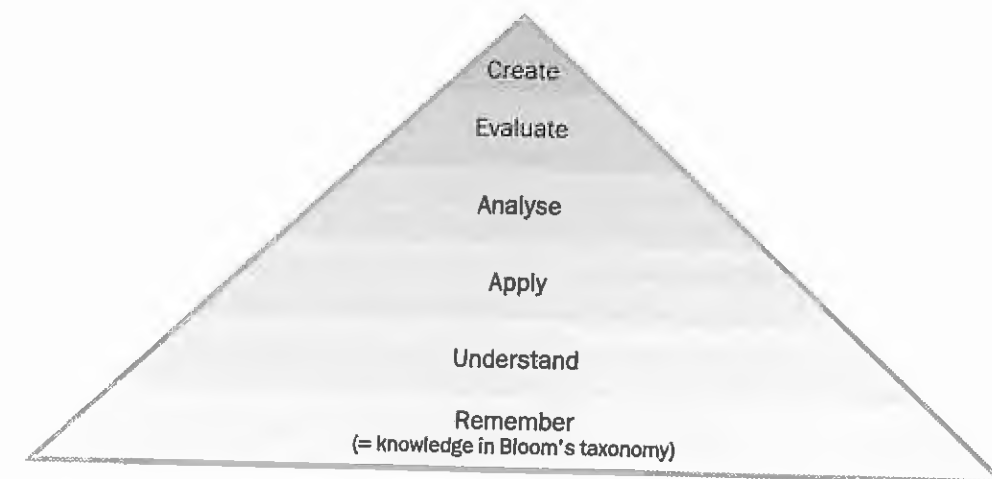 Create
Evaluate
Analyse
Apply
Understand
Remember
(= knowledge in Bloom's taxonomy)